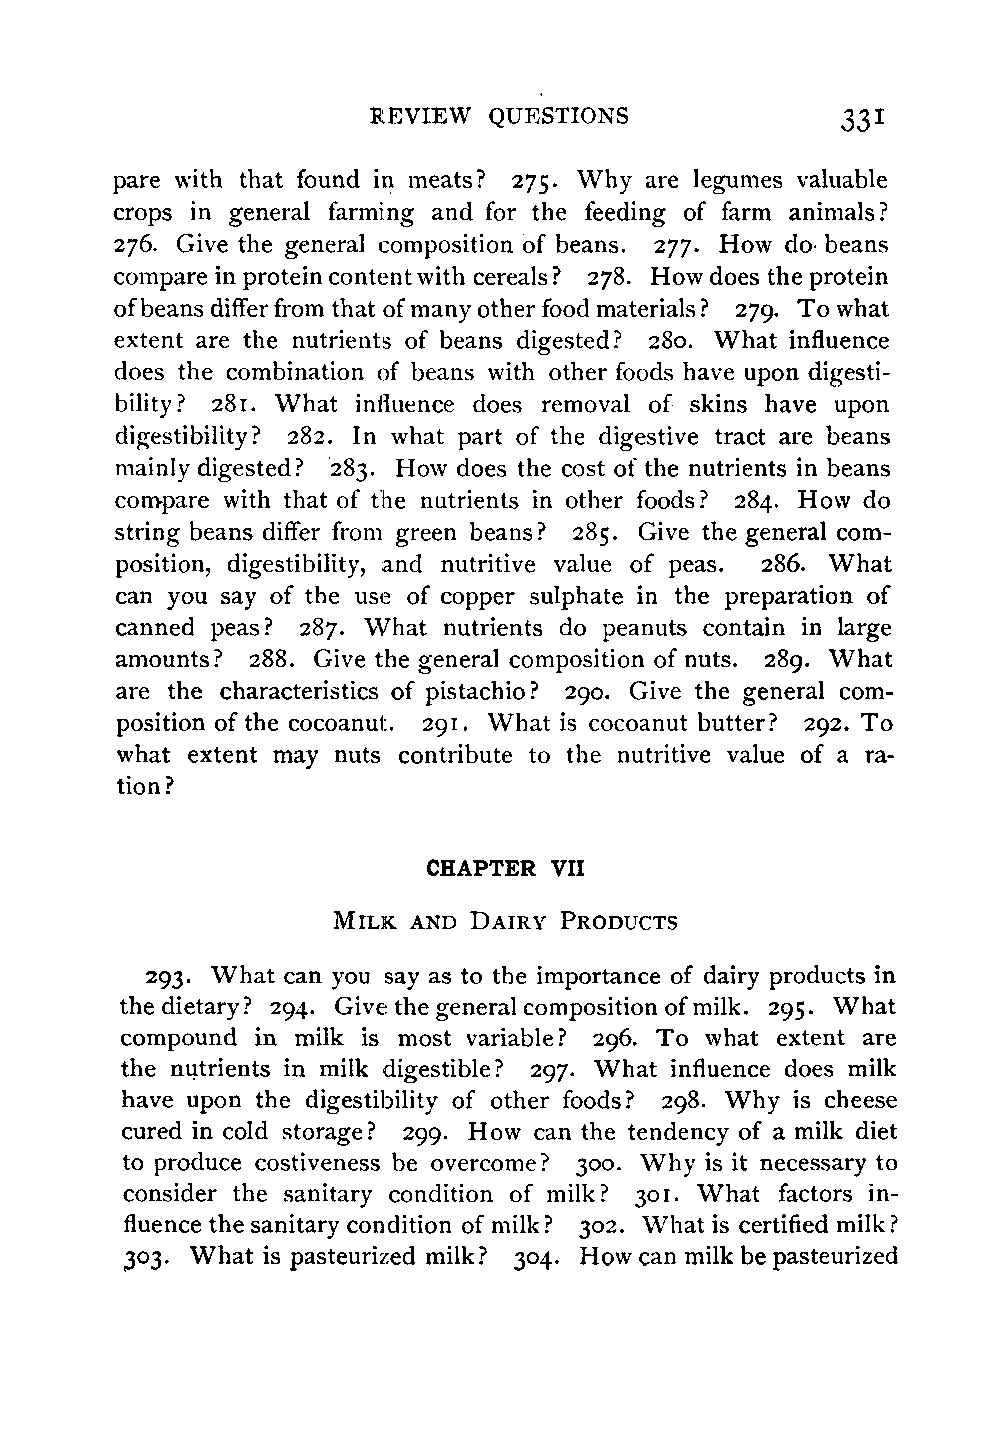 REVIEW QUESTIONS 331
pare with that found in meats? 275. Why are legumes valuable
crops in general farming and for the feeding of farm animals?
276. Give the general composition of beans. 277. How do beans
compare in protein content with cereals? 278. How does the protein
of beans differ from that of many other food materials? 279. To what
extent are the nutrients of beans digested? 280. What influence
does the combination of beans with other foods have upon digesti-
bility? 281. What influence does removal of skins have upon
digestibility? 282. In what part of the digestive tract are beans
mainly digested? 283. How does the cost of the nutrients in beans
compare with that of the nutrients in other foods? 284. How do
string beans differ from green beans? 285. Give the general com-
position, digestibility, and nutritive value of peas. 286. What
can you say of the use of copper sulphate in the preparation of
canned peas? 287. What nutrients do peanuts contain in large
amounts? 288. Give the general composition of nuts. 289. What
are the characteristics of pistachio? 290. Give the general com-
position of the cocoanut. 291. What is cocoanut butter? 292. To
what extent may nuts contribute to the nutritive value of a ra-
tion?
CHAPTER VII
MILK AND DAIRY PRODUCTS
293. What can you say as to the importance of dairy products in
the dietary? 294. Give the general composition of milk. 295. What
compound in milk is most variable? 296. To what extent are
the nutrients in milk digestible? 297. What influence does milk
have upon the digestibility of other foods? 298. Why is cheese
cured in cold storage? 299. How can the tendency of a milk diet
to produce costiveness be overcome? 300. Why is it necessary to
consider the sanitary condition of milk? 301. What factors in-
fluence the sanitary condition of milk? 302. What is certified milk?
303. What is pasteurized milk? 304. How can milk be pasteurized